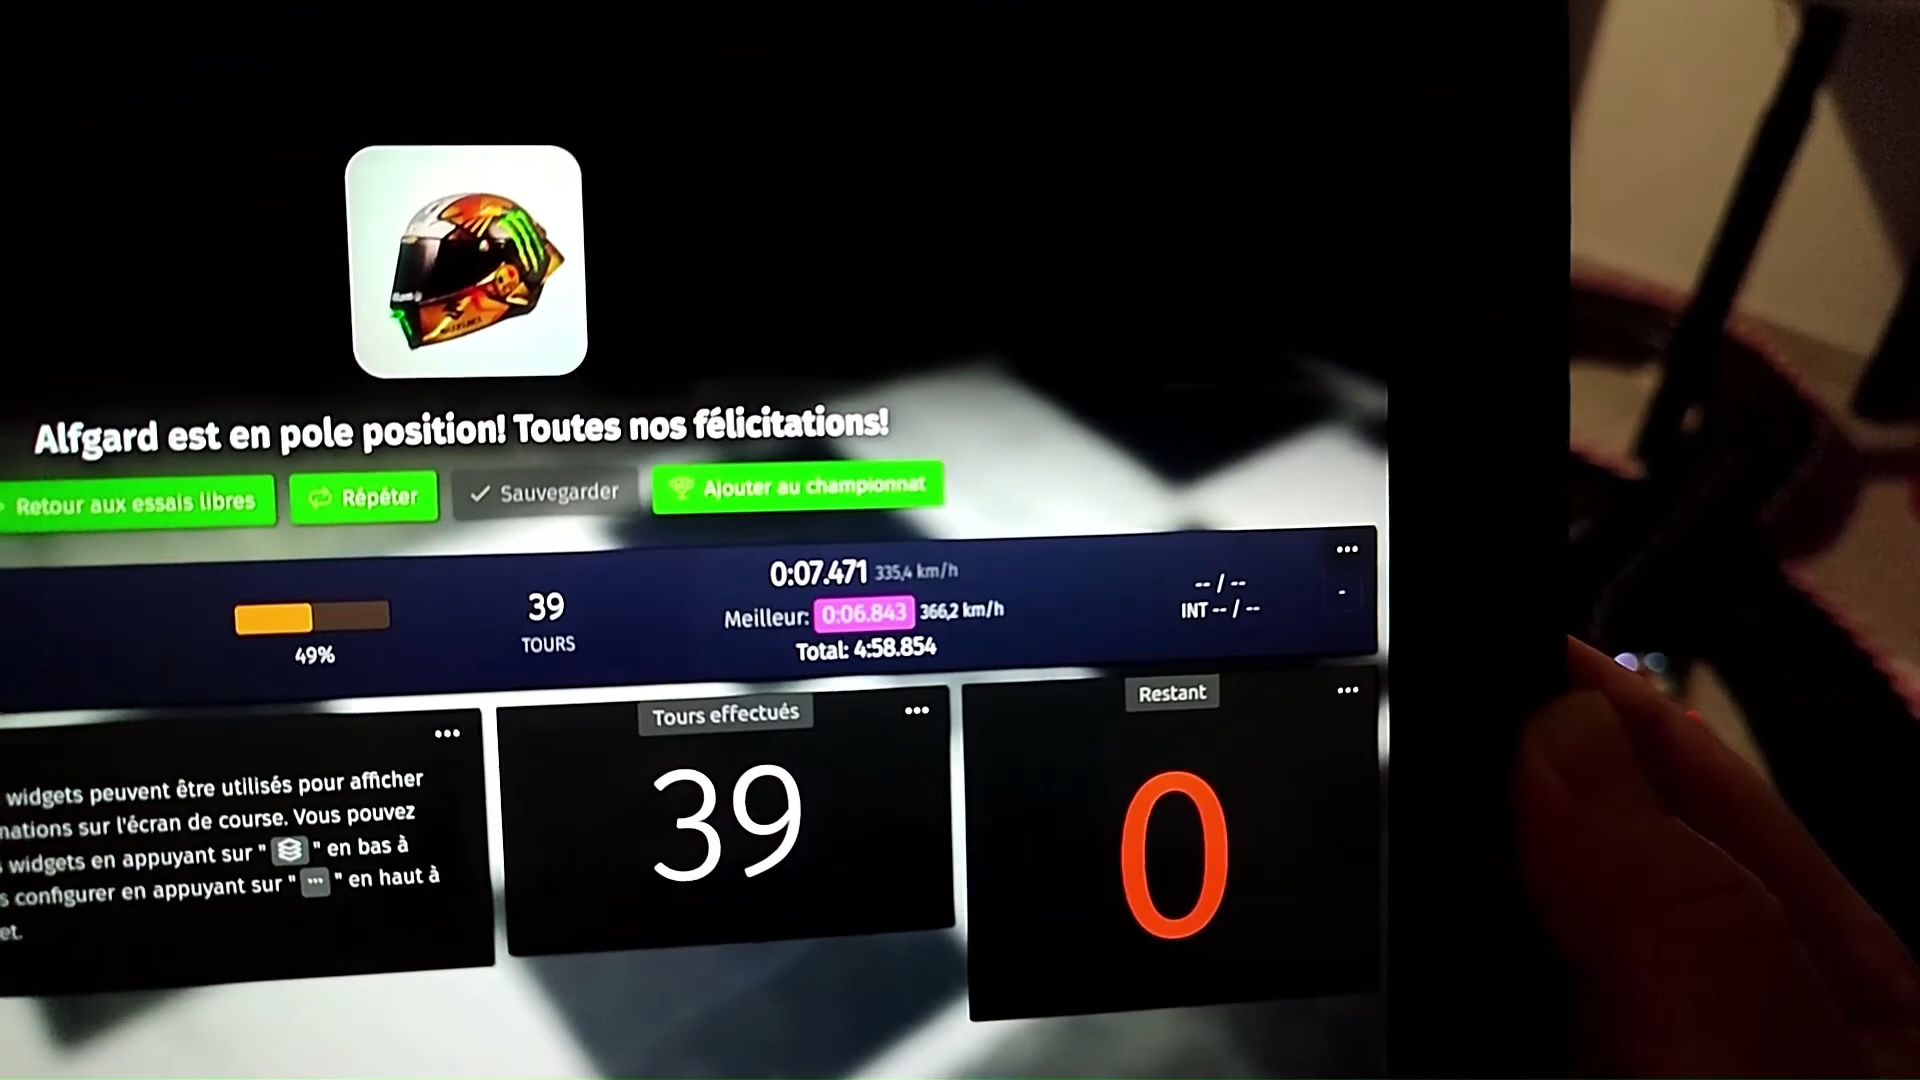 Alfgard est en pole position! Toutes nos félicitations!
Retour aux essais libres
Répéter
Sauvegarder
Ajouter au championnat
49%
39
TOURS
0:07.471 335,4 km/h
Meilleur: 0:06.843 366,2 km/h
Total: 4:58.854
-- / --
INT -- / --
-
widgets peuvent être utilisés pour afficher
mations sur l'écran de course. Vous pouvez
widgets en appuyant sur " " en bas à
s configurer en appuyant sur " ... " en haut à
et.
Tours effectués
39
Restant
0